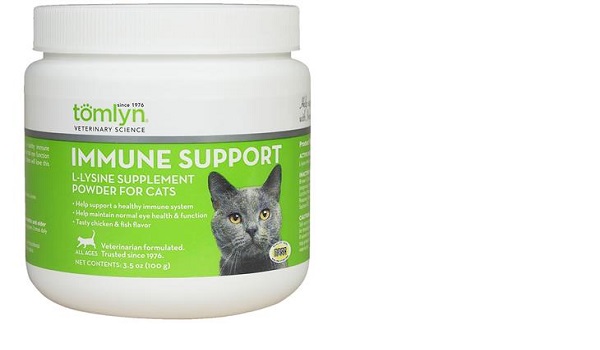 since 1976
tomlyn®
VETERINARY SCIENCE
IMMUNE SUPPORT
L-LYSINE SUPPLEMENT
POWDER FOR CATS
• Help support a healthy immune system
• Help maintain normal eye health & function
• Tasty chicken & fish flavor
ALL AGES
Veterinarian formulated.
Trusted since 1976.
NET CONTENTS: 3.5 oz (100 g)